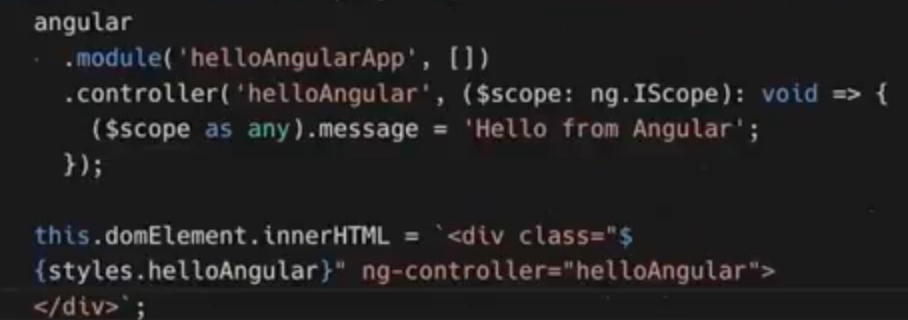 angular
.module('helloAngularApp', [])
.controller('helloAngular', ($scope: ng.IScope): void => {
($scope as any).message = 'Hello from Angular';
});
this.domElement.innerHTML = `<div class="$
{styles.helloAngular}" ng-controller="helloAngular">
</div>`;